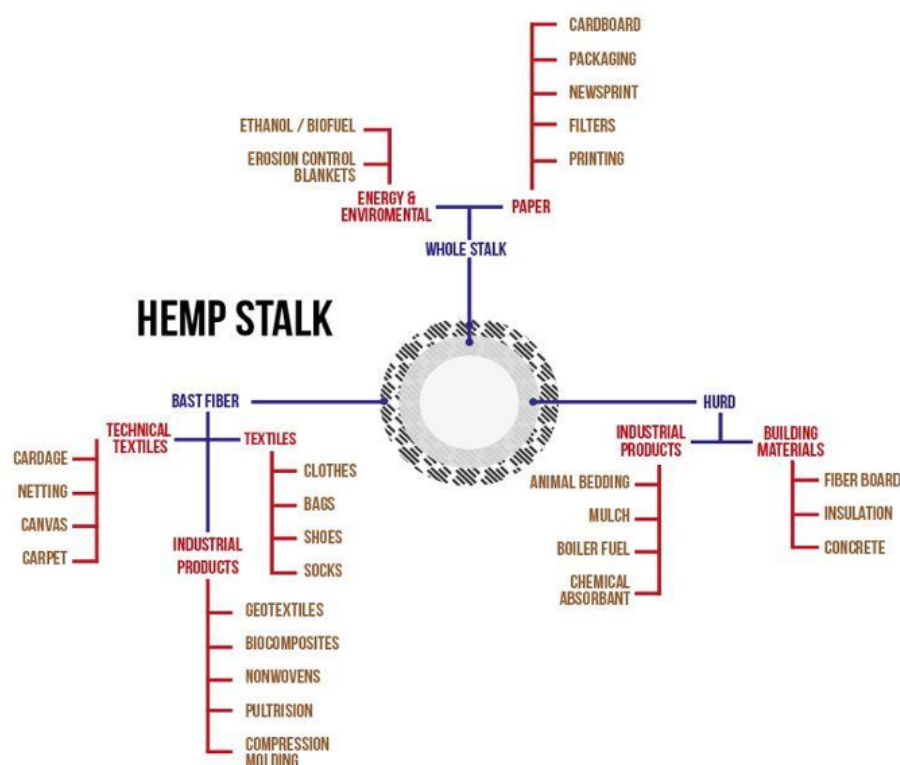 CARDBOARD
PACKAGING
NEWSPRINT
FILTERS
PRINTING
ETHANOL / BIOFUEL
EROSION CONTROL
BLANKETS
ENERGY &
ENVIROMENTAL
PAPER
WHOLE STALK
HEMP STALK
BAST FIBER
TECHNICAL
TEXTILES
CARDAGE
NETTING
CANVAS
CARPET
TEXTILES
CLOTHES
BAGS
SHOES
SOCKS
INDUSTRIAL
PRODUCTS
GEOTEXTILES
BIOCOMPOSITES
NONWOVENS
PULTRISION
COMPRESSION
MOLDING
HURD
INDUSTRIAL
PRODUCTS
ANIMAL BEDDING
MULCH
BOILER FUEL
CHEMICAL
ABSORBANT
BUILDING
MATERIALS
FIBER BOARD
INSULATION
CONCRETE